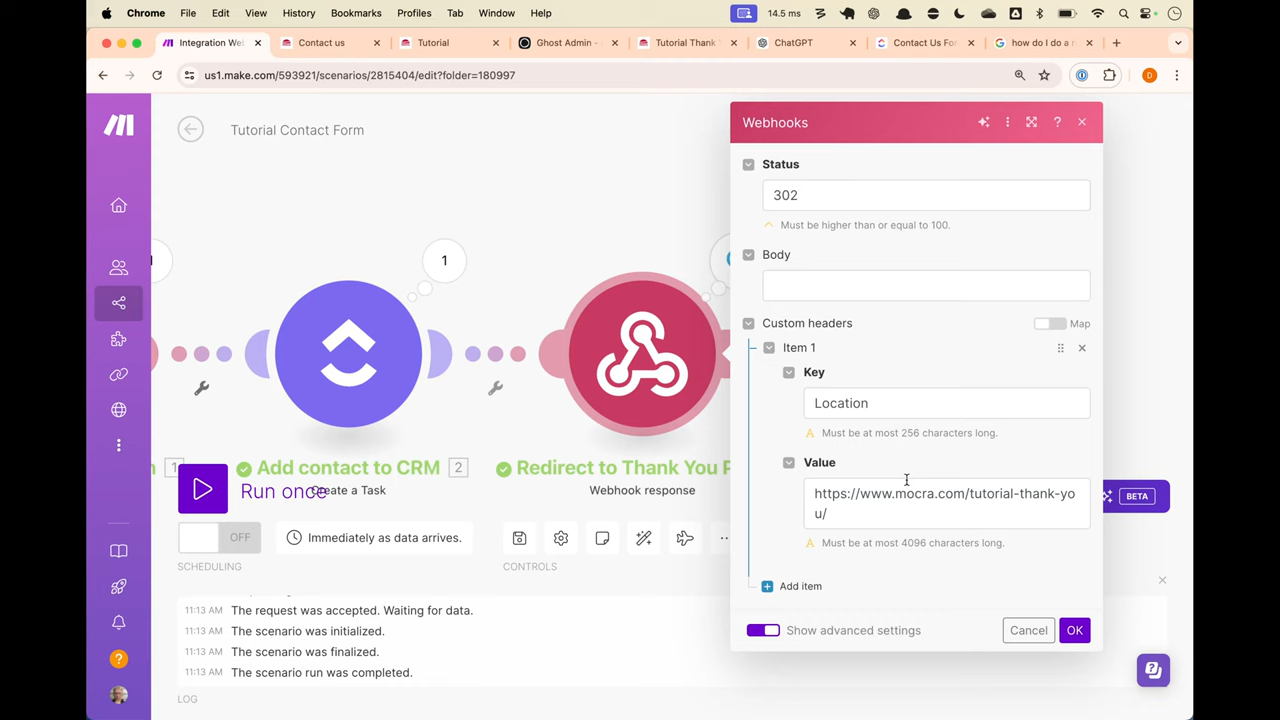 Chrome File Edit View History Bookmarks Profiles Tab Window Help 14.5 ms
Integration We Contact us Tutorial Ghost Admin - Tutorial Thank Y ChatGPT Contact Us For how do I do a r
us1.make.com/593921/scenarios/2815404/edit?folder=180997 D
Tutorial Contact Form
1
1
Add contact to CRM 2
Create a Task
Redirect to Thank You P
Webhook response
Run once
OFF
Immediately as data arrives.
SCHEDULING
CONTROLS
BETA
11:13 AM The request was accepted. Waiting for data.
11:13 AM The scenario was initialized.
11:13 AM The scenario was finalized.
11:13 AM The scenario run was completed.
LOG
Webhooks
Status
302
Must be higher than or equal to 100.
Body
Custom headers Map
Item 1
Key
Location
Must be at most 256 characters long.
Value
https://www.mocra.com/tutorial-thank-yo
u/
Must be at most 4096 characters long.
Add item
Show advanced settings Cancel OK